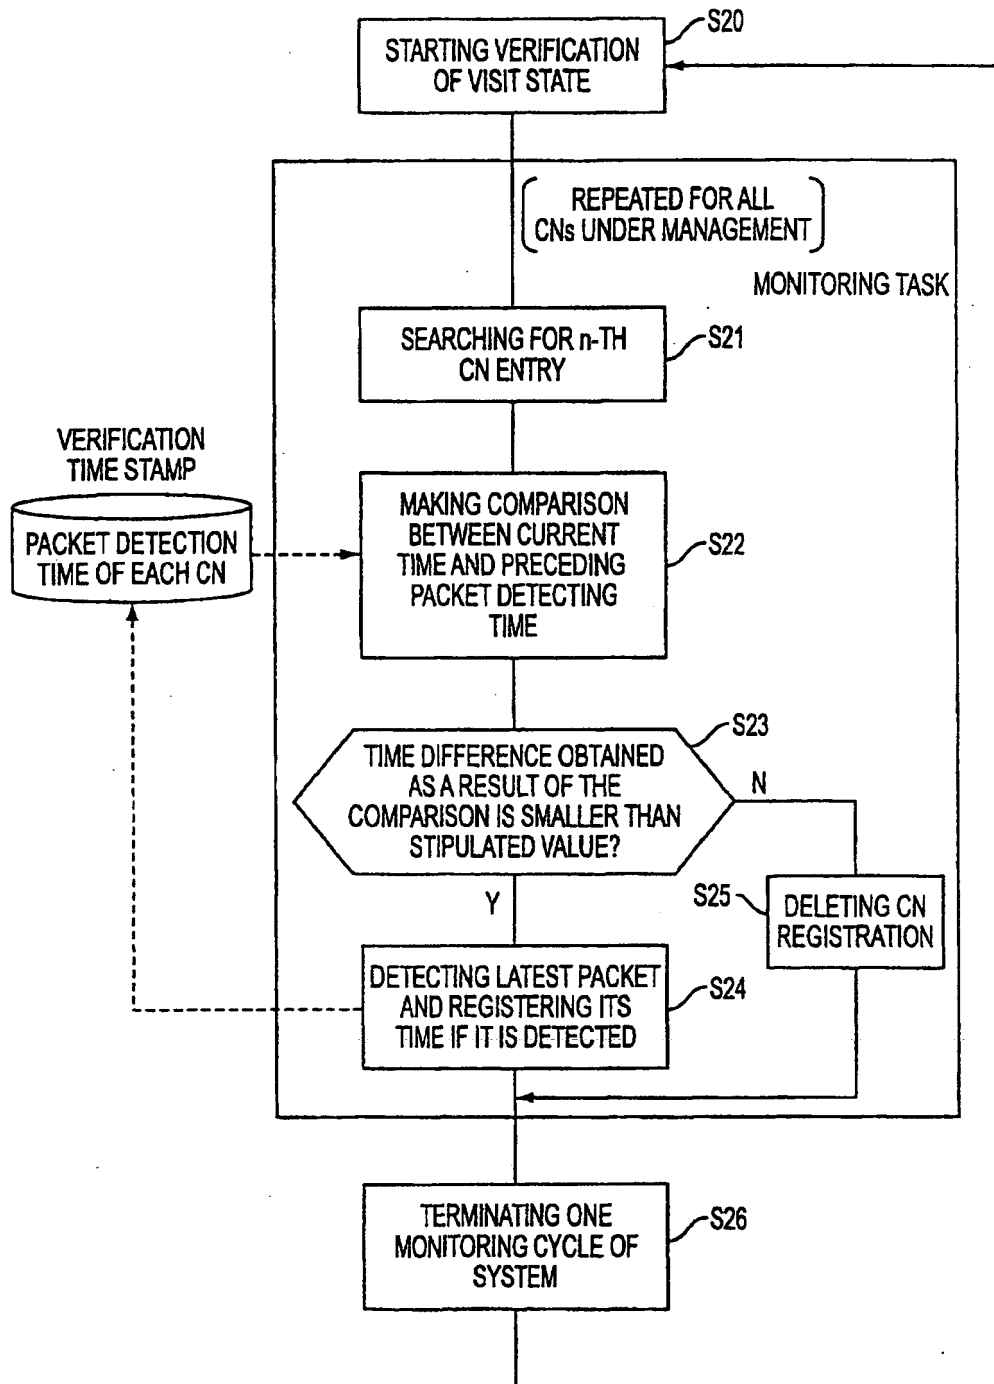 STARTING VERIFICATION
OF VISIT STATE
S20
REPEATED FOR ALL
CNs UNDER MANAGEMENT
MONITORING TASK
SEARCHING FOR n-TH
CN ENTRY
S21
VERIFICATION
TIME STAMP
PACKET DETECTION
TIME OF EACH CN
MAKING COMPARISON
BETWEEN CURRENT
TIME AND PRECEDING
PACKET DETECTING
TIME
S22
TIME DIFFERENCE OBTAINED
AS A RESULT OF THE
COMPARISON IS SMALLER THAN
STIPULATED VALUE?
S23
N
Y
S25
DELETING CN
REGISTRATION
DETECTING LATEST PACKET
AND REGISTERING ITS
TIME IF IT IS DETECTED
S24
TERMINATING ONE
MONITORING CYCLE OF
SYSTEM
S26